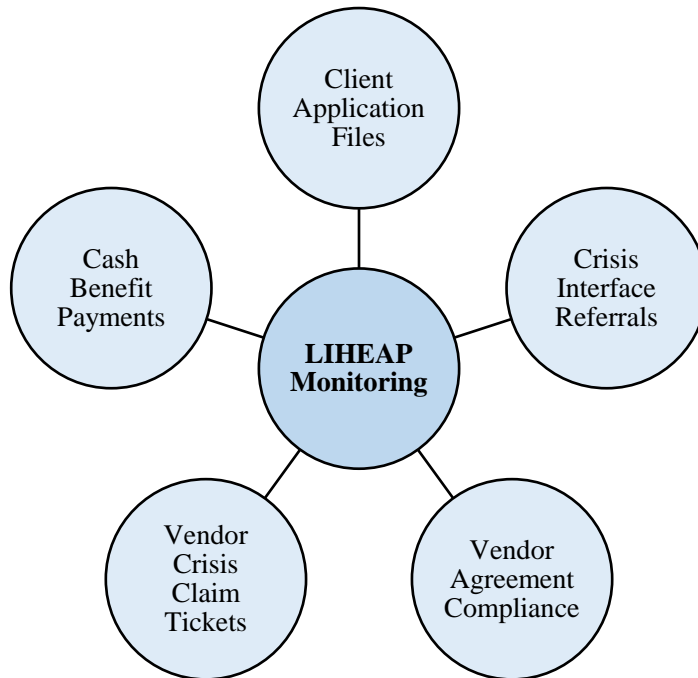 Client
Application
Files
Cash
Benefit
Payments
Crisis
Interface
Referrals
LIHEAP
Monitoring
Vendor
Crisis
Claim
Tickets
Vendor
Agreement
Compliance